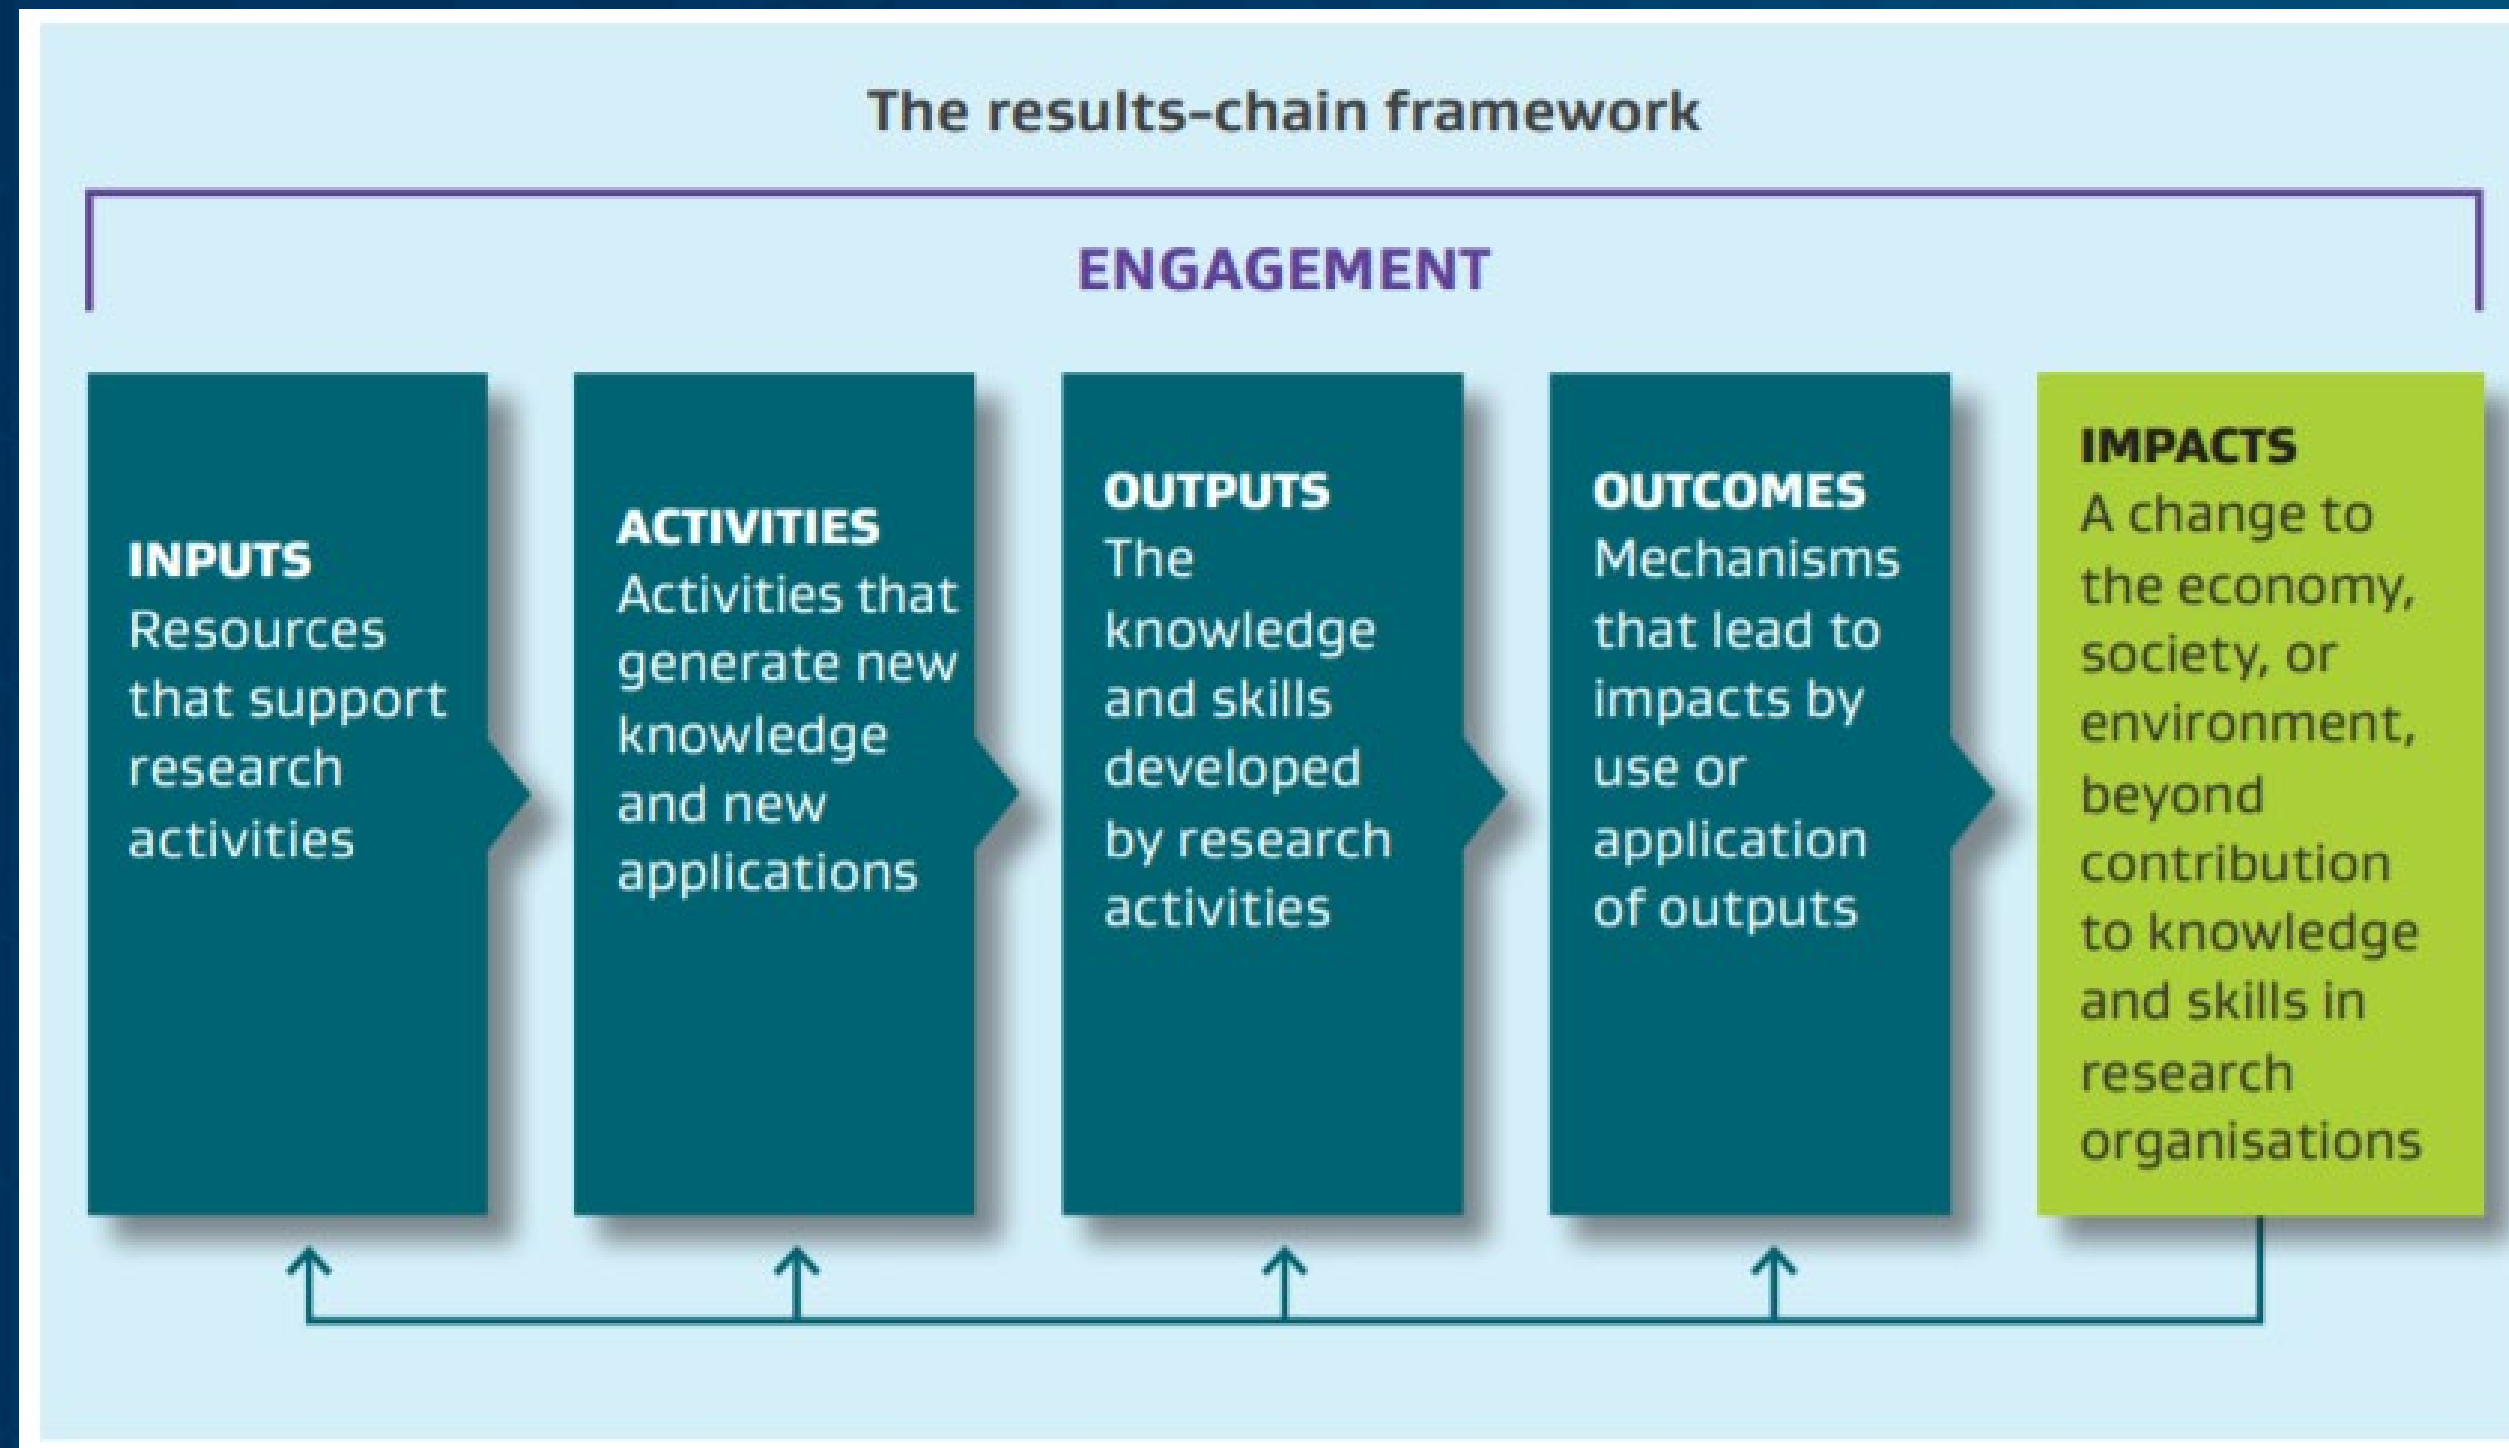 The results-chain framework
ENGAGEMENT
INPUTS
Resources
that support
research
activities
ACTIVITIES
Activities that
generate new
knowledge
and new
applications
OUTPUTS
The
knowledge
and skills
developed
by research
activities
OUTCOMES
Mechanisms
that lead to
impacts by
use or
application
of outputs
IMPACTS
A change to
the economy,
society, or
environment,
beyond
contribution
to knowledge
and skills in
research
organisations